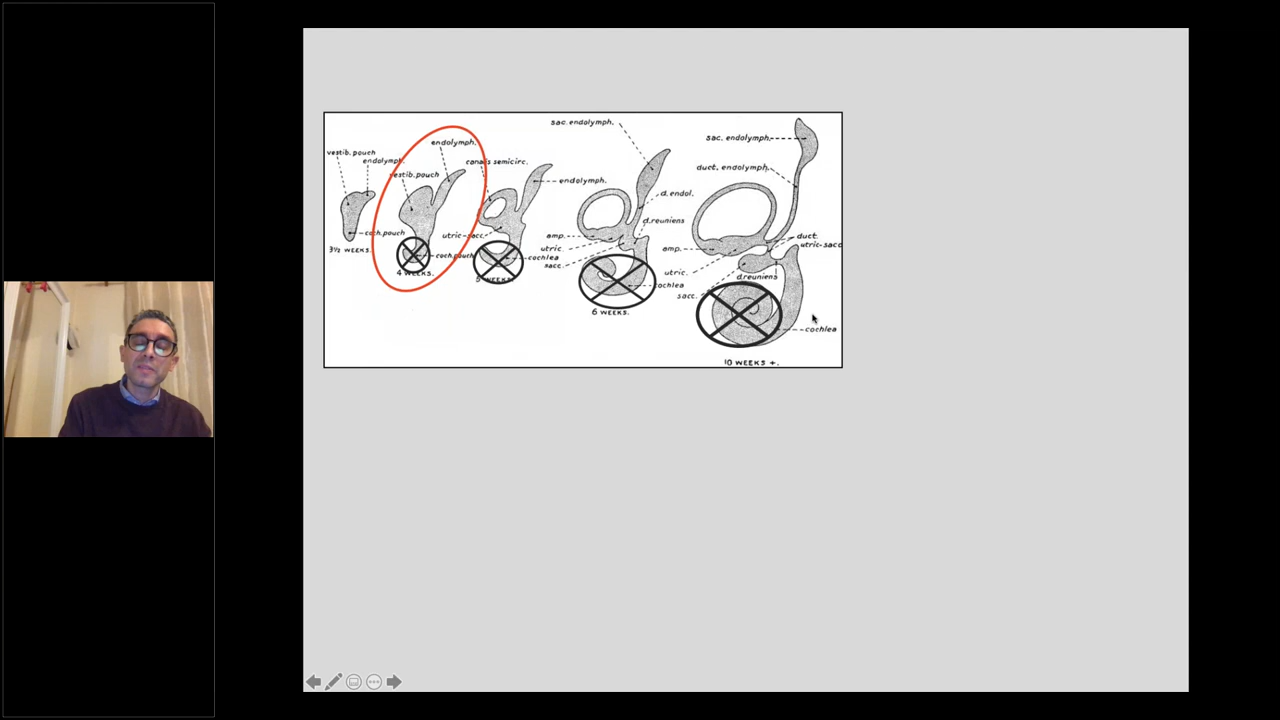 vestib. pouch
endolymph.
coch. pouch
3½ WEEKS.
endolymph.
vestib. pouch
coch. pouch
4 WEEKS.
canalis semicirc.
endolymph.
utric-sacc.
cochlea
5 WEEKS.
sac. endolymph.
d. endol.
d. reuniens
amp.
utric.
sacc.
cochlea
6 WEEKS.
sac. endolymph.
duct. endolymph.
duct.
utric-sacc
amp.
utric.
d. reuniens
sacc.
cochlea
10 WEEKS +.